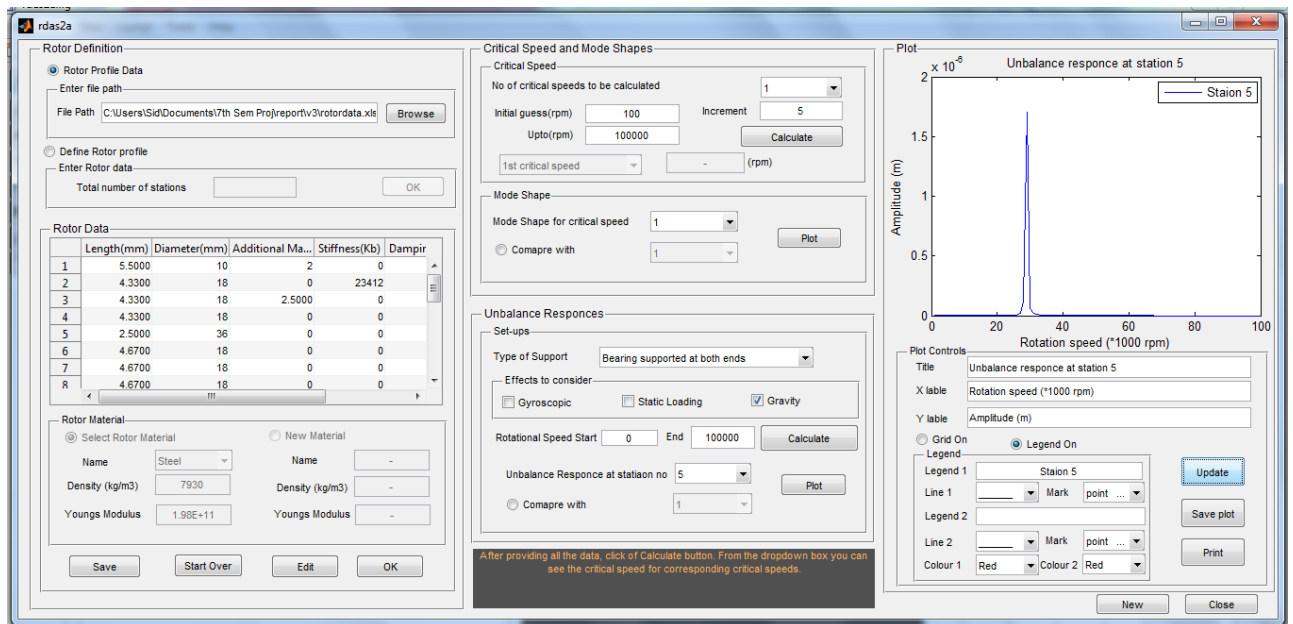 rdas2a
Rotor Definition
Rotor Profile Data
Enter file path
File Path C:\Users\Sid\Documents\7th Sem Proj\report\v3\rotordata.xls Browse
Define Rotor profile
Enter Rotor data
Total number of stations OK
Rotor Data
Length(mm) Diameter(mm) Additional Ma... Stiffness(Kb) Dampir
1 5.5000 10 2 0
2 4.3300 18 0 23412
3 4.3300 18 2.5000 0
4 4.3300 18 0 0
5 2.5000 36 0 0
6 4.6700 18 0 0
7 4.6700 18 0 0
8 4.6700 18 0 0
Rotor Material
Select Rotor Material New Material
Name Steel Name -
Density (kg/m3) 7930 Density (kg/m3) -
Youngs Modulus 1.98E+11 Youngs Modulus -
Save Start Over Edit OK
Critical Speed and Mode Shapes
Critical Speed
No of critical speeds to be calculated 1
Initial guess(rpm) 100 Increment 5
Upto(rpm) 100000 Calculate
1st critical speed - (rpm)
Mode Shape
Mode Shape for critical speed 1
Plot
Comapre with 1
Unbalance Responces
Set-ups
Type of Support Bearing supported at both ends
Effects to consider
Gyroscopic Static Loading Gravity
Rotational Speed Start 0 End 100000 Calculate
Unbalance Responce at statiaon no 5
Plot
Comapre with 1
After providing all the data, click of Calculate button. From the dropdown box you can
see the critical speed for corresponding critical speeds.
Plot
x 10⁻⁶ Unbalance responce at station 5
Staion 5
2
1.5
1
0.5
0
Amplitude (m)
0 20 40 60 80 100
Rotation speed (*1000 rpm)
Plot Controls
Title Unbalance responce at station 5
X lable Rotation speed (*1000 rpm)
Y lable Amplitude (m)
Grid On Legend On
Legend
Legend 1 Staion 5 Update
Line 1 Mark point ...
Legend 2 Save plot
Line 2 Mark point ...
Print
Colour 1 Red Colour 2 Red
New Close